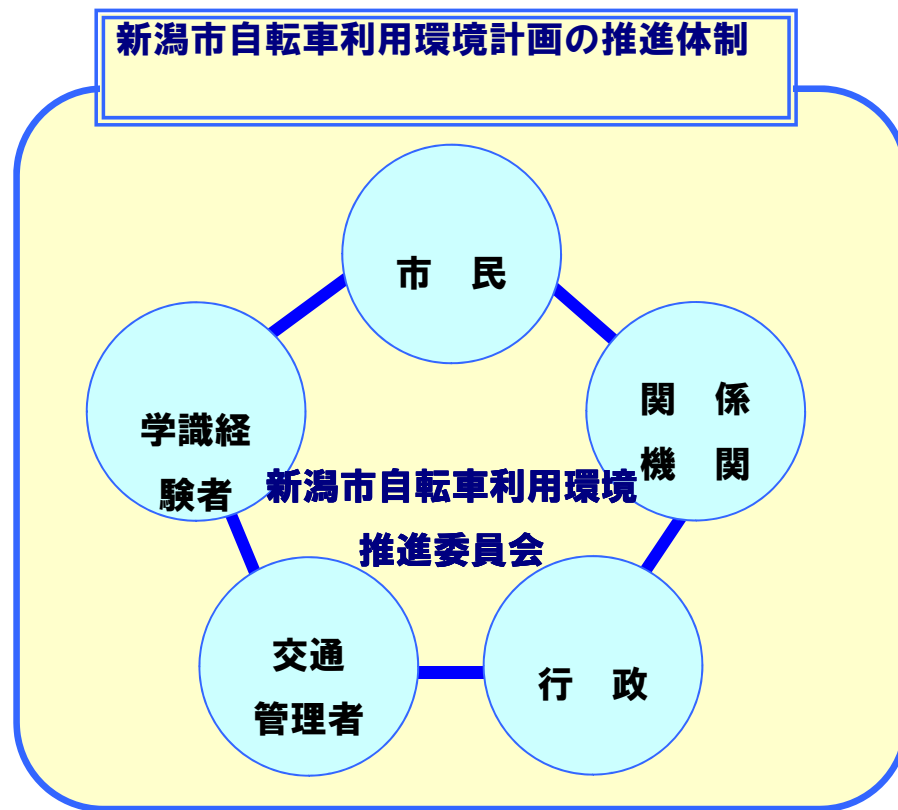 新潟市自転車利用環境計画の推進体制
市　民
関　係
機　関
学識経
験者
新潟市自転車利用環境
推進委員会
交通
管理者
行　政